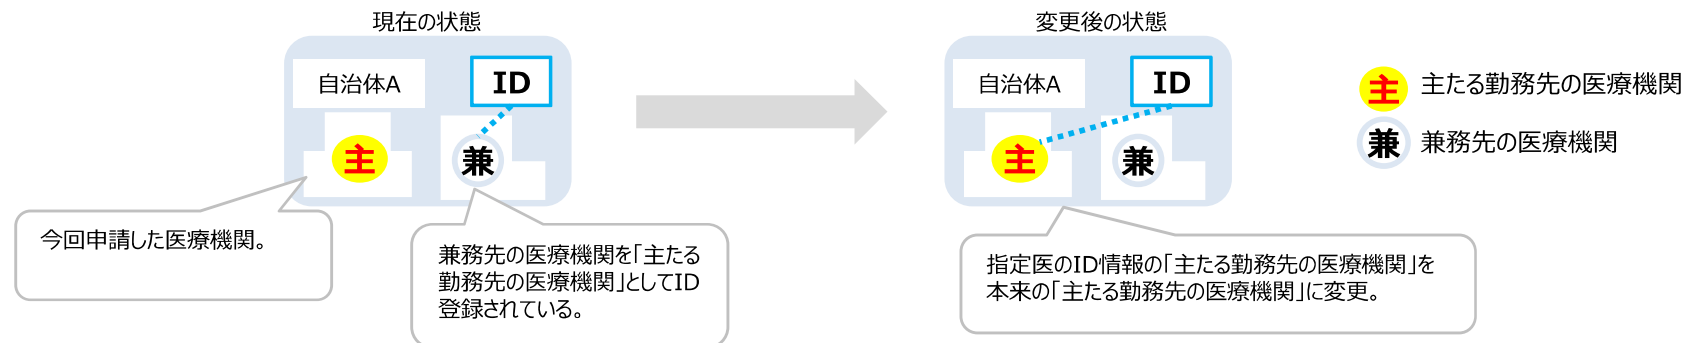 現在の状態
自治体A
ID
主
兼
今回申請した医療機関。
兼務先の医療機関を「主たる
勤務先の医療機関」としてID
登録されている。
変更後の状態
自治体A
ID
主
兼
指定医のID情報の「主たる勤務先の医療機関」を
本来の「主たる勤務先の医療機関」に変更。
主 主たる勤務先の医療機関
兼 兼務先の医療機関